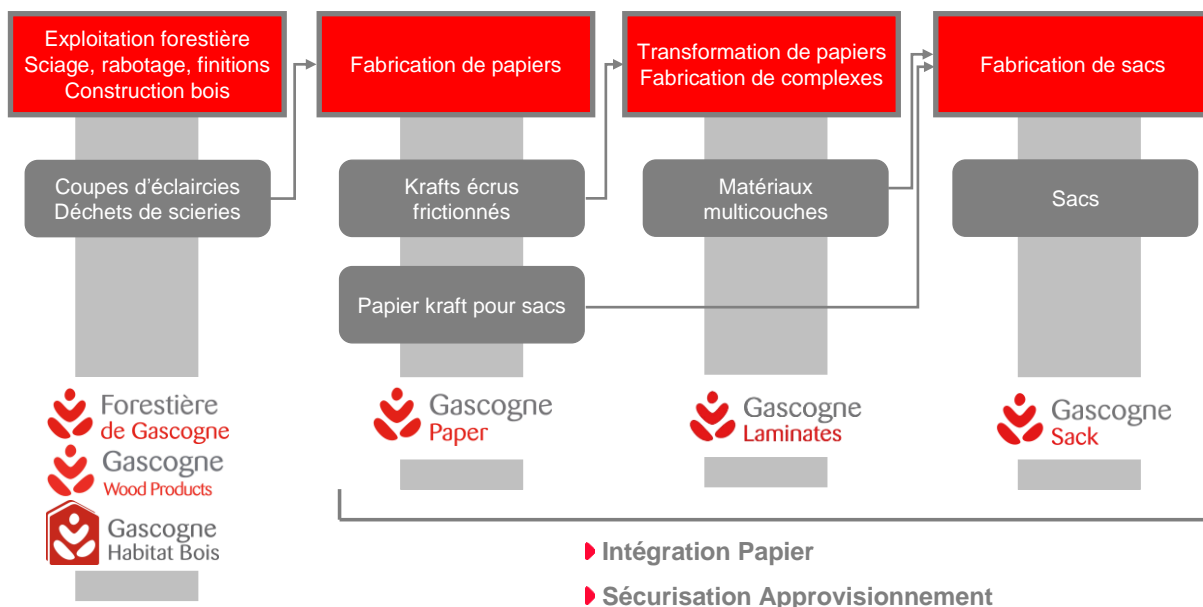 Exploitation forestière
Sciage, rabotage, finitions
Construction bois
Fabrication de papiers
Transformation de papiers
Fabrication de complexes
Fabrication de sacs
Coupes d'éclaircies
Déchets de scieries
Krafts écrus
frictionnés
Matériaux
multicouches
Sacs
Papier kraft pour sacs
Forestière
de Gascogne
Gascogne
Wood Products
Gascogne
Habitat Bois
Gascogne
Paper
Gascogne
Laminates
Gascogne
Sack
Intégration Papier
Sécurisation Approvisionnement